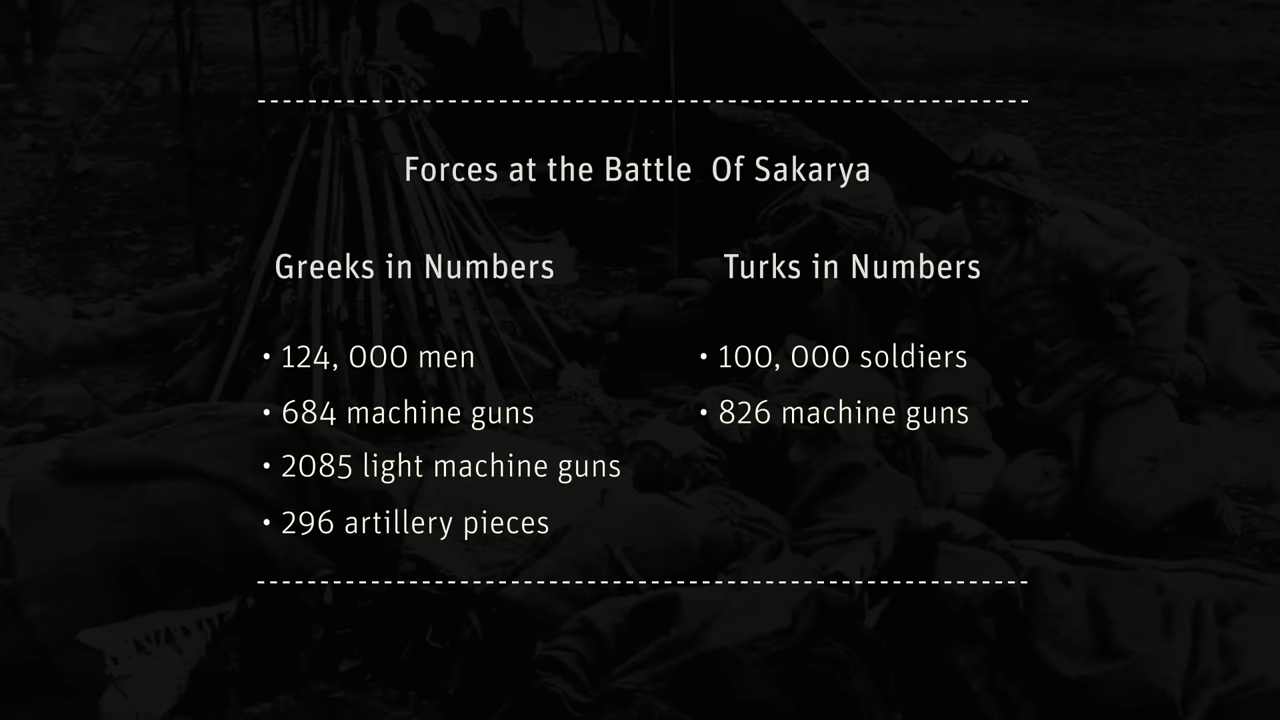 Forces at the Battle  Of Sakarya
Greeks in Numbers
• 124, 000 men
• 684 machine guns
• 2085 light machine guns
• 296 artillery pieces
Turks in Numbers
• 100, 000 soldiers
• 826 machine guns